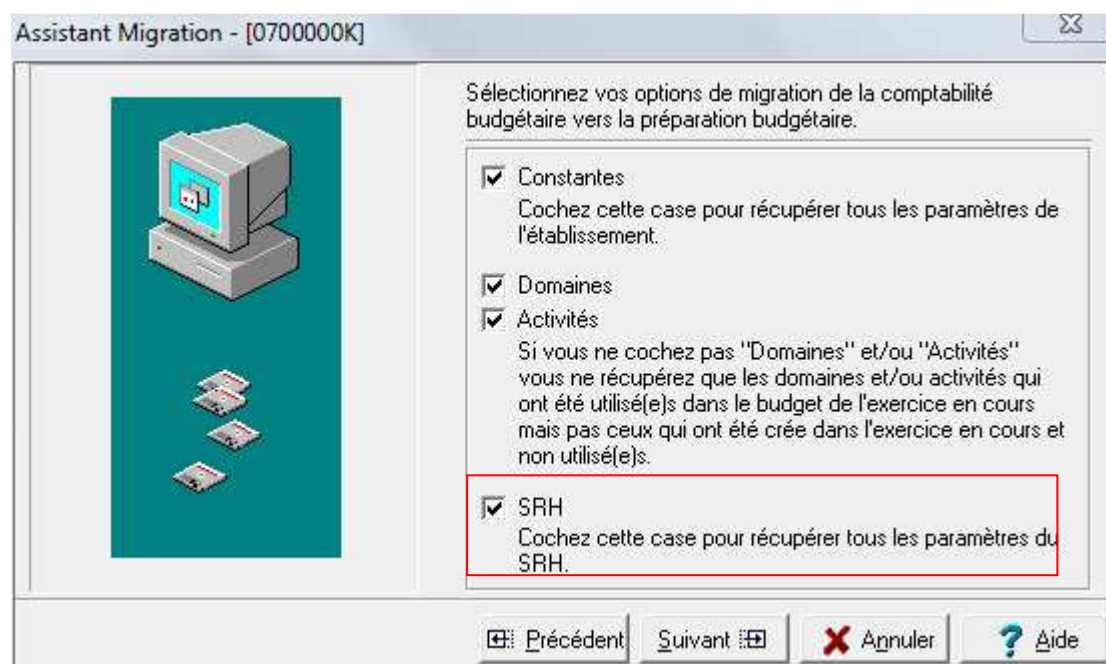 Assistant Migration - [0700000K]
Sélectionnez vos options de migration de la comptabilité
budgétaire vers la préparation budgétaire.
Constantes
Cochez cette case pour récupérer tous les paramètres de
l'établissement.
Domaines
Activités
Si vous ne cochez pas "Domaines" et/ou "Activités"
vous ne récupérez que les domaines et/ou activités qui
ont été utilisé(e)s dans le budget de l'exercice en cours
mais pas ceux qui ont été crée dans l'exercice en cours et
non utilisé(e)s.
SRH
Cochez cette case pour récupérer tous les paramètres du
SRH.
Précédent Suivant Annuler Aide